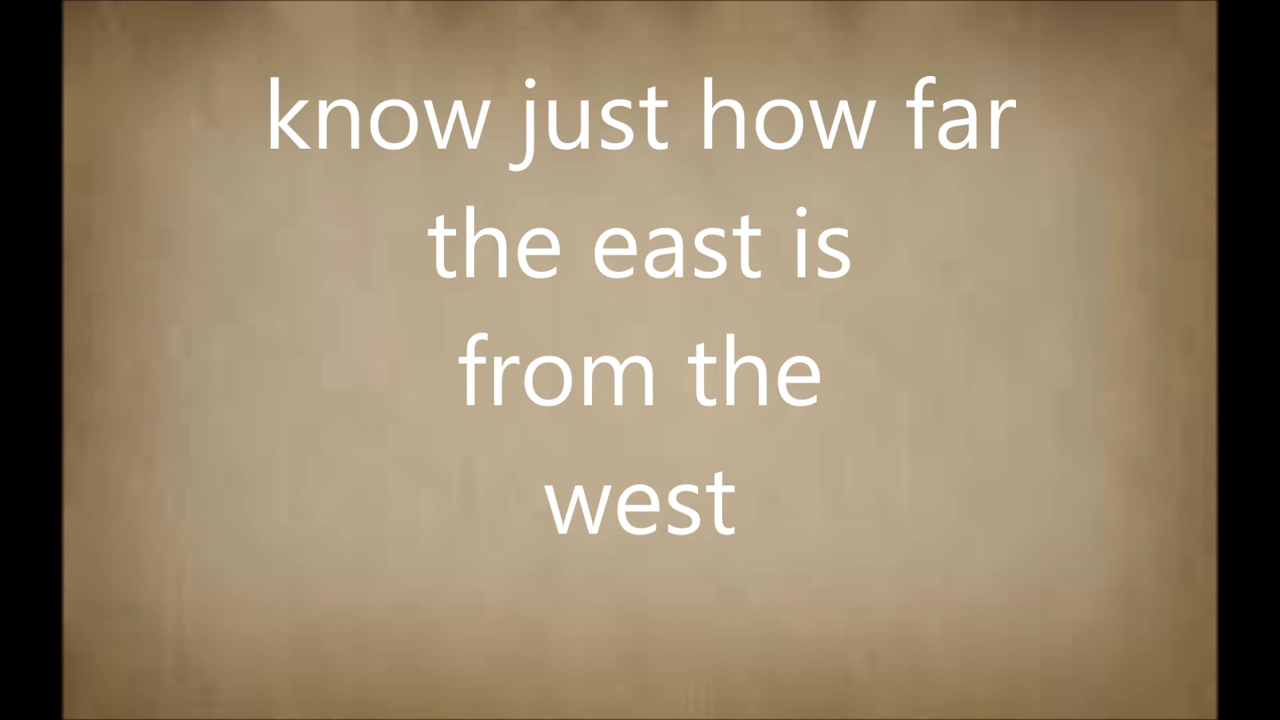 know just how far
the east is
from the
west